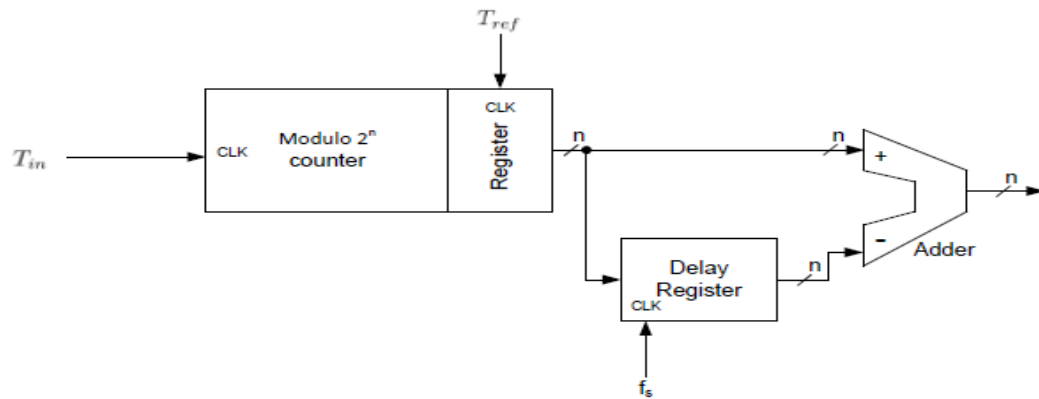 T_ref
CLK
Modulo 2^n
counter
CLK
Register
T_in
n
n
+
n
-
Adder
Delay
Register
CLK
n
f_s